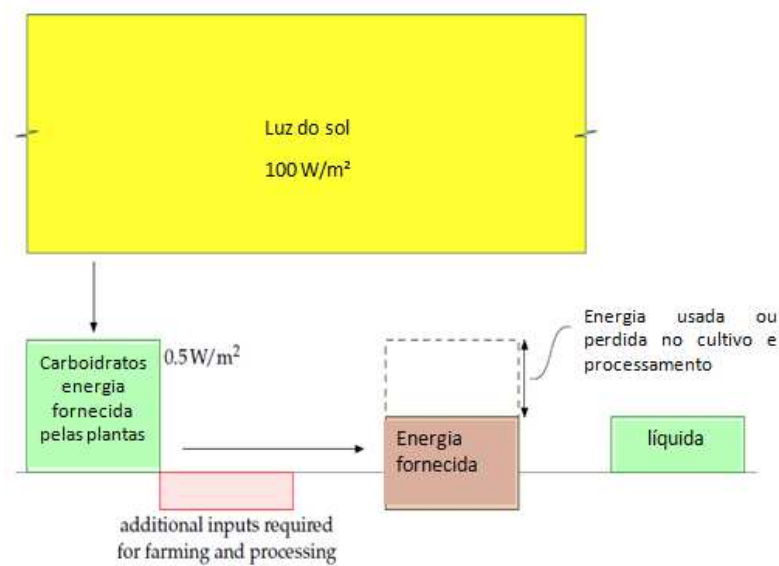 Luz do sol
100 W/m²
Energia usada ou
perdida no cultivo e
processamento
Carboidratos
energia
fornecida
pelas plantas
0.5 W/m²
Energia
fornecida
líquida
additional inputs required
for farming and processing